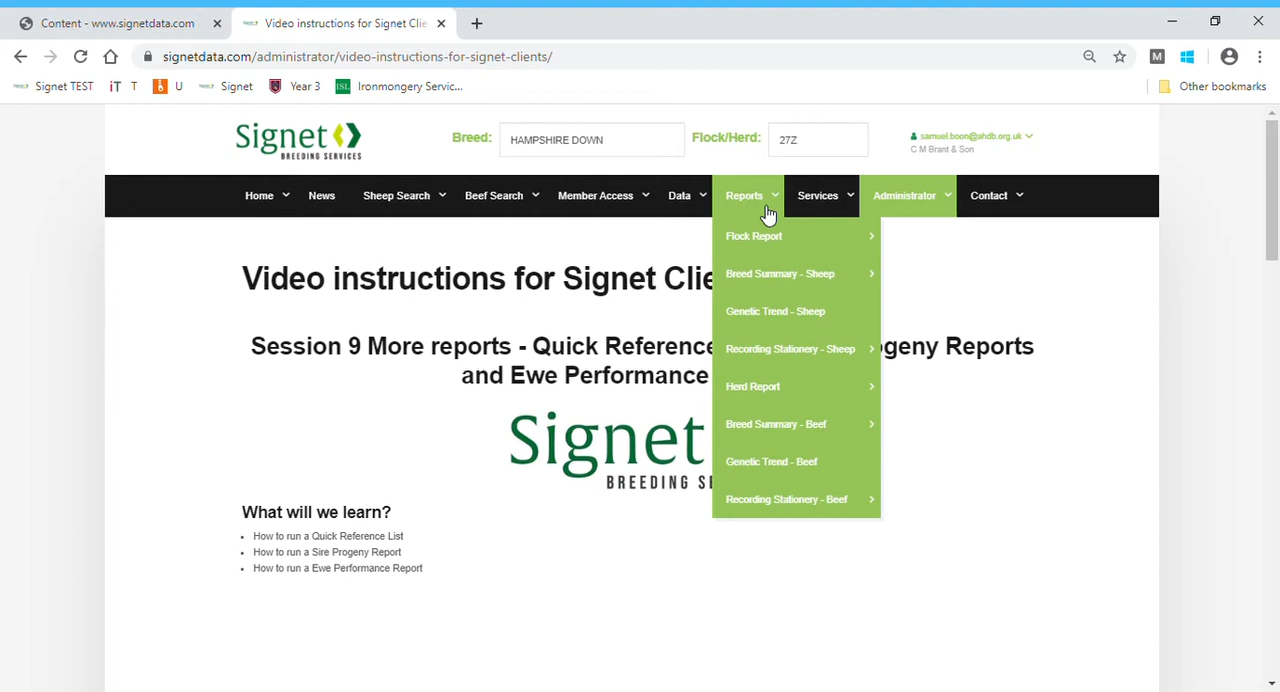 Content - www.signetdata.com
Video instructions for Signet Clie
signetdata.com/administrator/video-instructions-for-signet-clients/
M
Signet TEST
iT T
U
Signet
Year 3
ISL Ironmongery Servic...
Other bookmarks
Signet
BREEDING SERVICES
Breed: HAMPSHIRE DOWN
Flock/Herd: 27Z
samuel.boon@ahdb.org.uk
C M Brant & Son
Home
News
Sheep Search
Beef Search
Member Access
Data
Reports
Services
Administrator
Contact
Flock Report
Breed Summary - Sheep
Genetic Trend - Sheep
Recording Stationery - Sheep
Herd Report
Breed Summary - Beef
Genetic Trend - Beef
Recording Stationery - Beef
Video instructions for Signet Clie
Session 9 More reports - Quick Reference ogeny Reports
and Ewe Performance
Signet
BREEDING SE
What will we learn?
• How to run a Quick Reference List
• How to run a Sire Progeny Report
• How to run a Ewe Performance Report